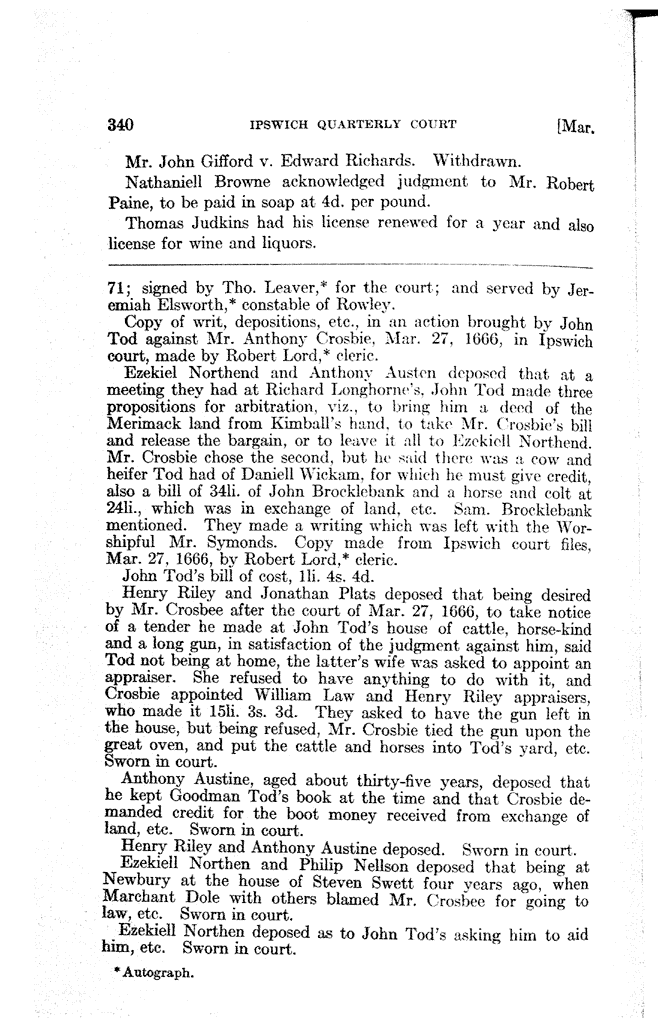 340 IPSWICH QUARTERLY COURT [Mar.
Mr. John Gifford v. Edward Richards. Withdrawn.
Nathaniell Browne acknowledged judgment to Mr. Robert
Paine, to be paid in soap at 4d. per pound.
Thomas Judkins had his license renewed for a year and also
license for wine and liquors.
71; signed by Tho. Leaver,* for the court; and served by Jer-
emiah Elsworth,* constable of Rowley.
Copy of writ, depositions, etc., in an action brought by John
Tod against Mr. Anthony Crosbie, Mar. 27, 1666, in Ipswich
court, made by Robert Lord,* cleric.
Ezekiel Northend and Anthony Austen deposed that at a
meeting they had at Richard Longhorne's, John Tod made three
propositions for arbitration, viz., to bring him a deed of the
Merimack land from Kimball's hand, to take Mr. Crosbie's bill
and release the bargain, or to leave it all to Ezekiell Northend.
Mr. Crosbie chose the second, but he said there was a cow and
heifer Tod had of Daniell Wickam, for which he must give credit,
also a bill of 34li. of John Brocklebank and a horse and colt at
24li., which was in exchange of land, etc. Sam. Brocklebank
mentioned. They made a writing which was left with the Wor-
shipful Mr. Symonds. Copy made from Ipswich court files,
Mar. 27, 1666, by Robert Lord,* cleric.
John Tod's bill of cost, 1li. 4s. 4d.
Henry Riley and Jonathan Plats deposed that being desired
by Mr. Crosbee after the court of Mar. 27, 1666, to take notice
of a tender he made at John Tod's house of cattle, horse-kind
and a long gun, in satisfaction of the judgment against him, said
Tod not being at home, the latter's wife was asked to appoint an
appraiser. She refused to have anything to do with it, and
Crosbie appointed William Law and Henry Riley appraisers,
who made it 15li. 3s. 3d. They asked to have the gun left in
the house, but being refused, Mr. Crosbie tied the gun upon the
great oven, and put the cattle and horses into Tod's yard, etc.
Sworn in court.
Anthony Austine, aged about thirty-five years, deposed that
he kept Goodman Tod's book at the time and that Crosbie de-
manded credit for the boot money received from exchange of
land, etc. Sworn in court.
Henry Riley and Anthony Austine deposed. Sworn in court.
Ezekiell Northen and Philip Nellson deposed that being at
Newbury at the house of Steven Swett four years ago, when
Marchant Dole with others blamed Mr. Crosbee for going to
law, etc. Sworn in court.
Ezekiell Northen deposed as to John Tod's asking him to aid
him, etc. Sworn in court.
*Autograph.